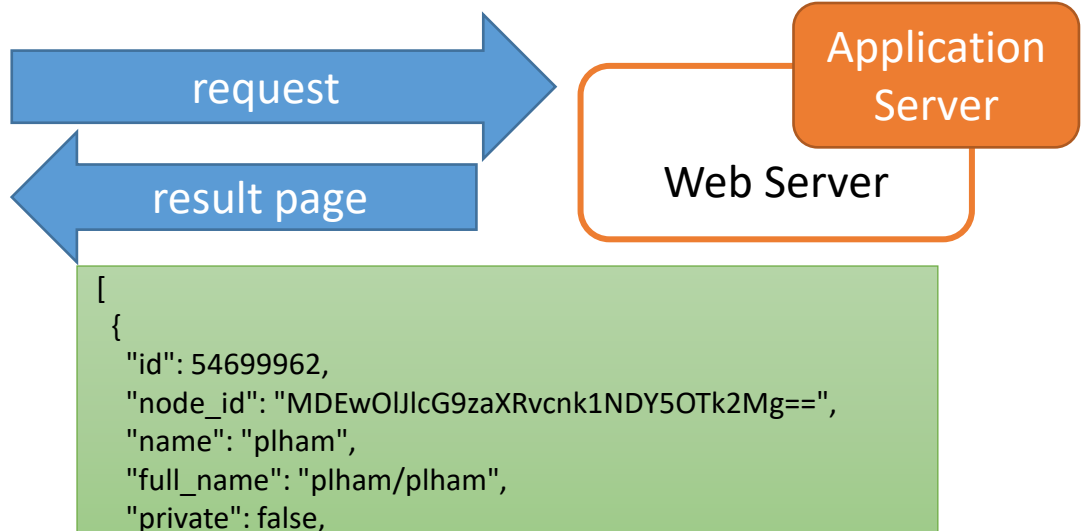 request
Application
Server
result page
Web Server
[
{
"id": 54699962,
"node_id": "MDEwOlJlcG9zaXRvcnk1NDY5OTk2Mg==",
"name": "plham",
"full_name": "plham/plham",
"private": false,